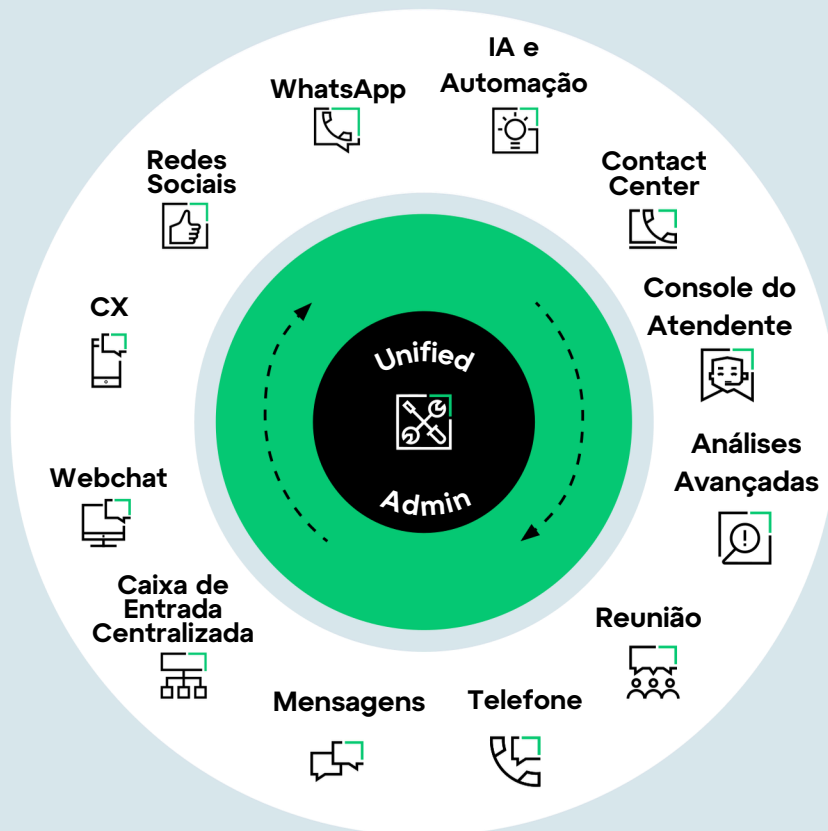 IA e
Automação
WhatsApp
Contact
Center
Redes
Sociais
Console do
Atendente
CX
Unified
Admin
Análises
Avançadas
Webchat
Caixa de
Entrada
Centralizada
Reunião
Mensagens
Telefone